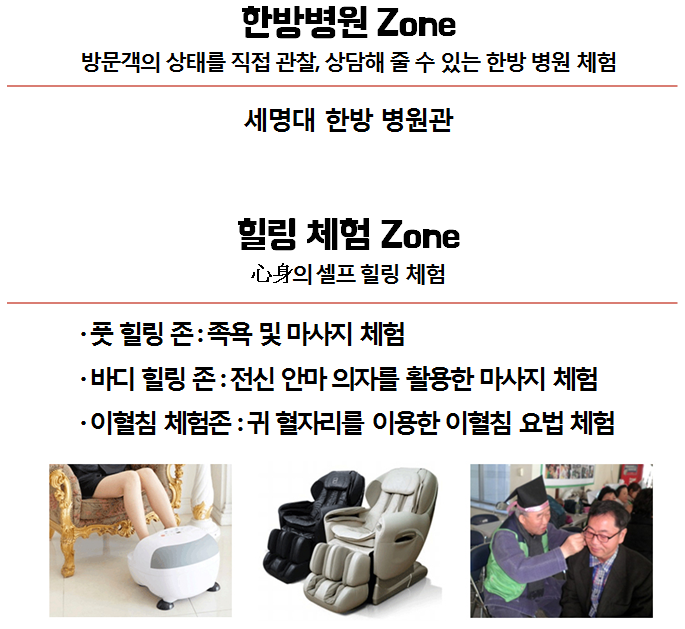 한방병원 Zone
방문객의 상태를 직접 관찰, 상담해 줄 수 있는 한방 병원 체험
세명대 한방 병원관
힐링 체험 Zone
心身의 셀프 힐링 체험
· 풋 힐링 존 : 족욕 및 마사지 체험
· 바디 힐링 존 : 전신 안마 의자를 활용한 마사지 체험
· 이혈침 체험존 : 귀 혈자리를 이용한 이혈침 요법 체험